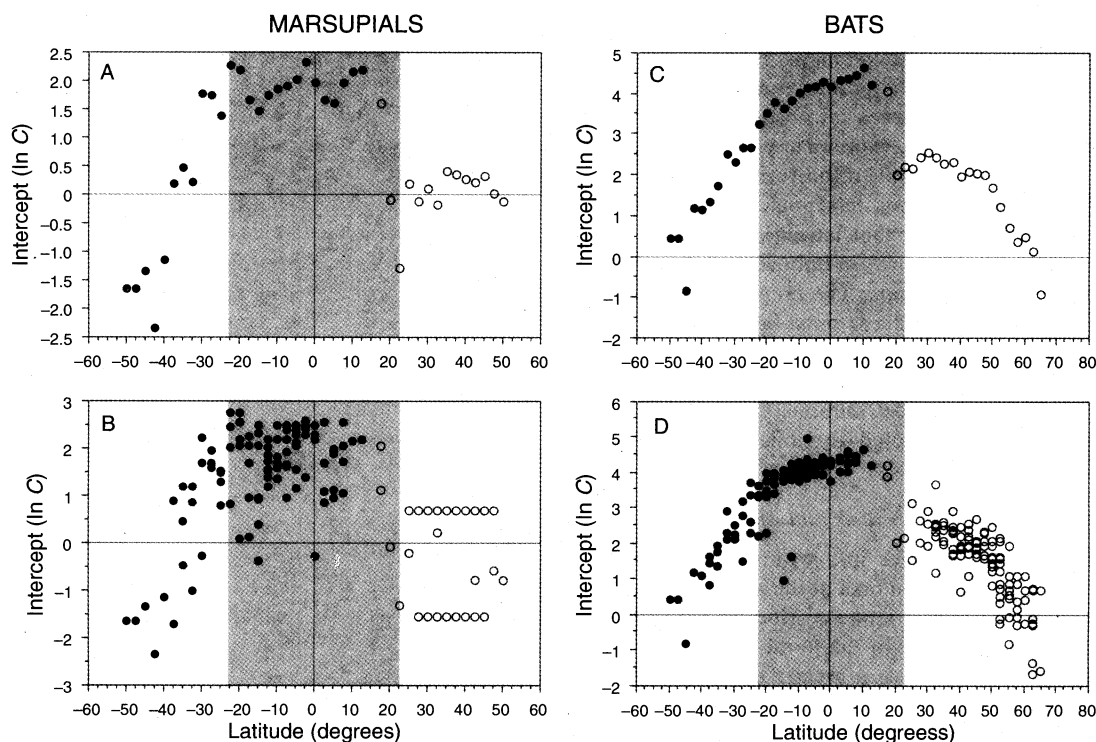 MARSUPIALS
BATS
A
2.5
2.0
1.5
1.0
0.5
0
–0.5
–1.0
–1.5
–2.0
–2.5
Intercept (ln C)
–60 –50 –40 –30 –20 –10 0 10 20 30 40 50 60
C
5
4
3
2
1
0
–1
–2
Intercept (ln C)
–60 –50 –40 –30 –20 –10 0 10 20 30 40 50 60 70 80
B
3
2
1
0
–1
–2
–3
Intercept (ln C)
–60 –50 –40 –30 –20 –10 0 10 20 30 40 50 60
Latitude (degrees)
D
6
5
4
3
2
1
0
–1
–2
Intercept (ln C)
–60 –50 –40 –30 –20 –10 0 10 20 30 40 50 60 70 80
Latitude (degreess)